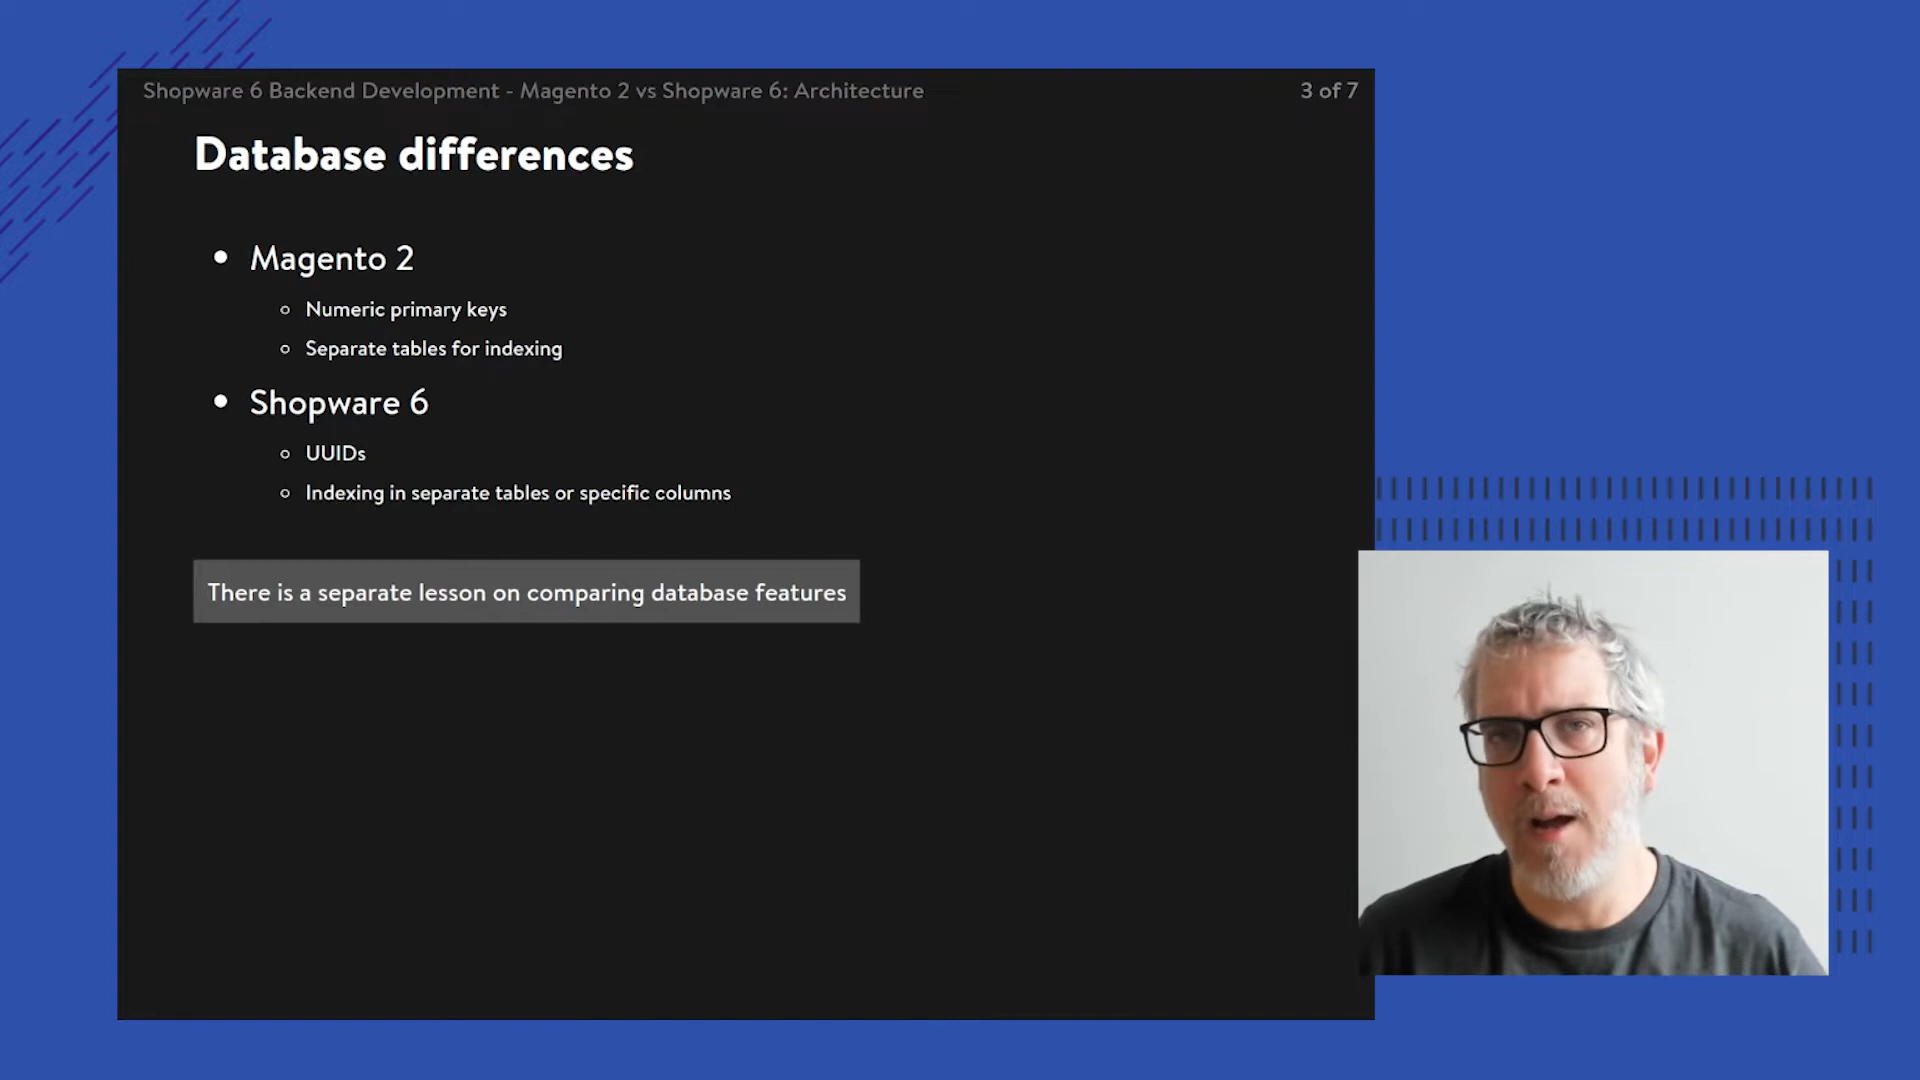 Shopware 6 Backend Development - Magento 2 vs Shopware 6: Architecture
3 of 7
Database differences
Magento 2
Numeric primary keys
Separate tables for indexing
Shopware 6
UUIDs
Indexing in separate tables or specific columns
There is a separate lesson on comparing database features